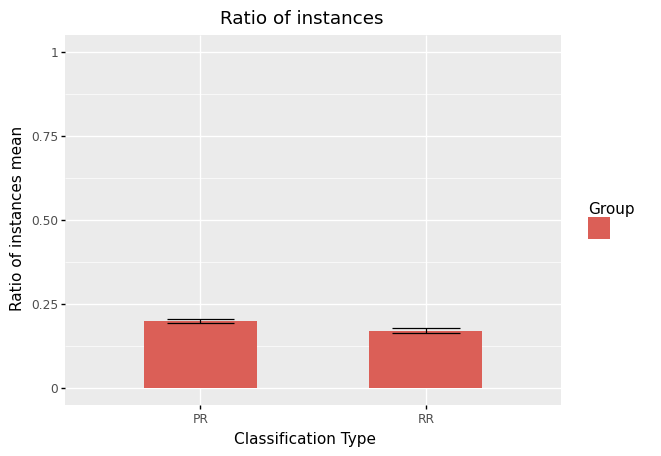 Ratio of instances
Ratio of instances mean
1
0.75
0.50
0.25
0
PR
RR
Classification Type
Group